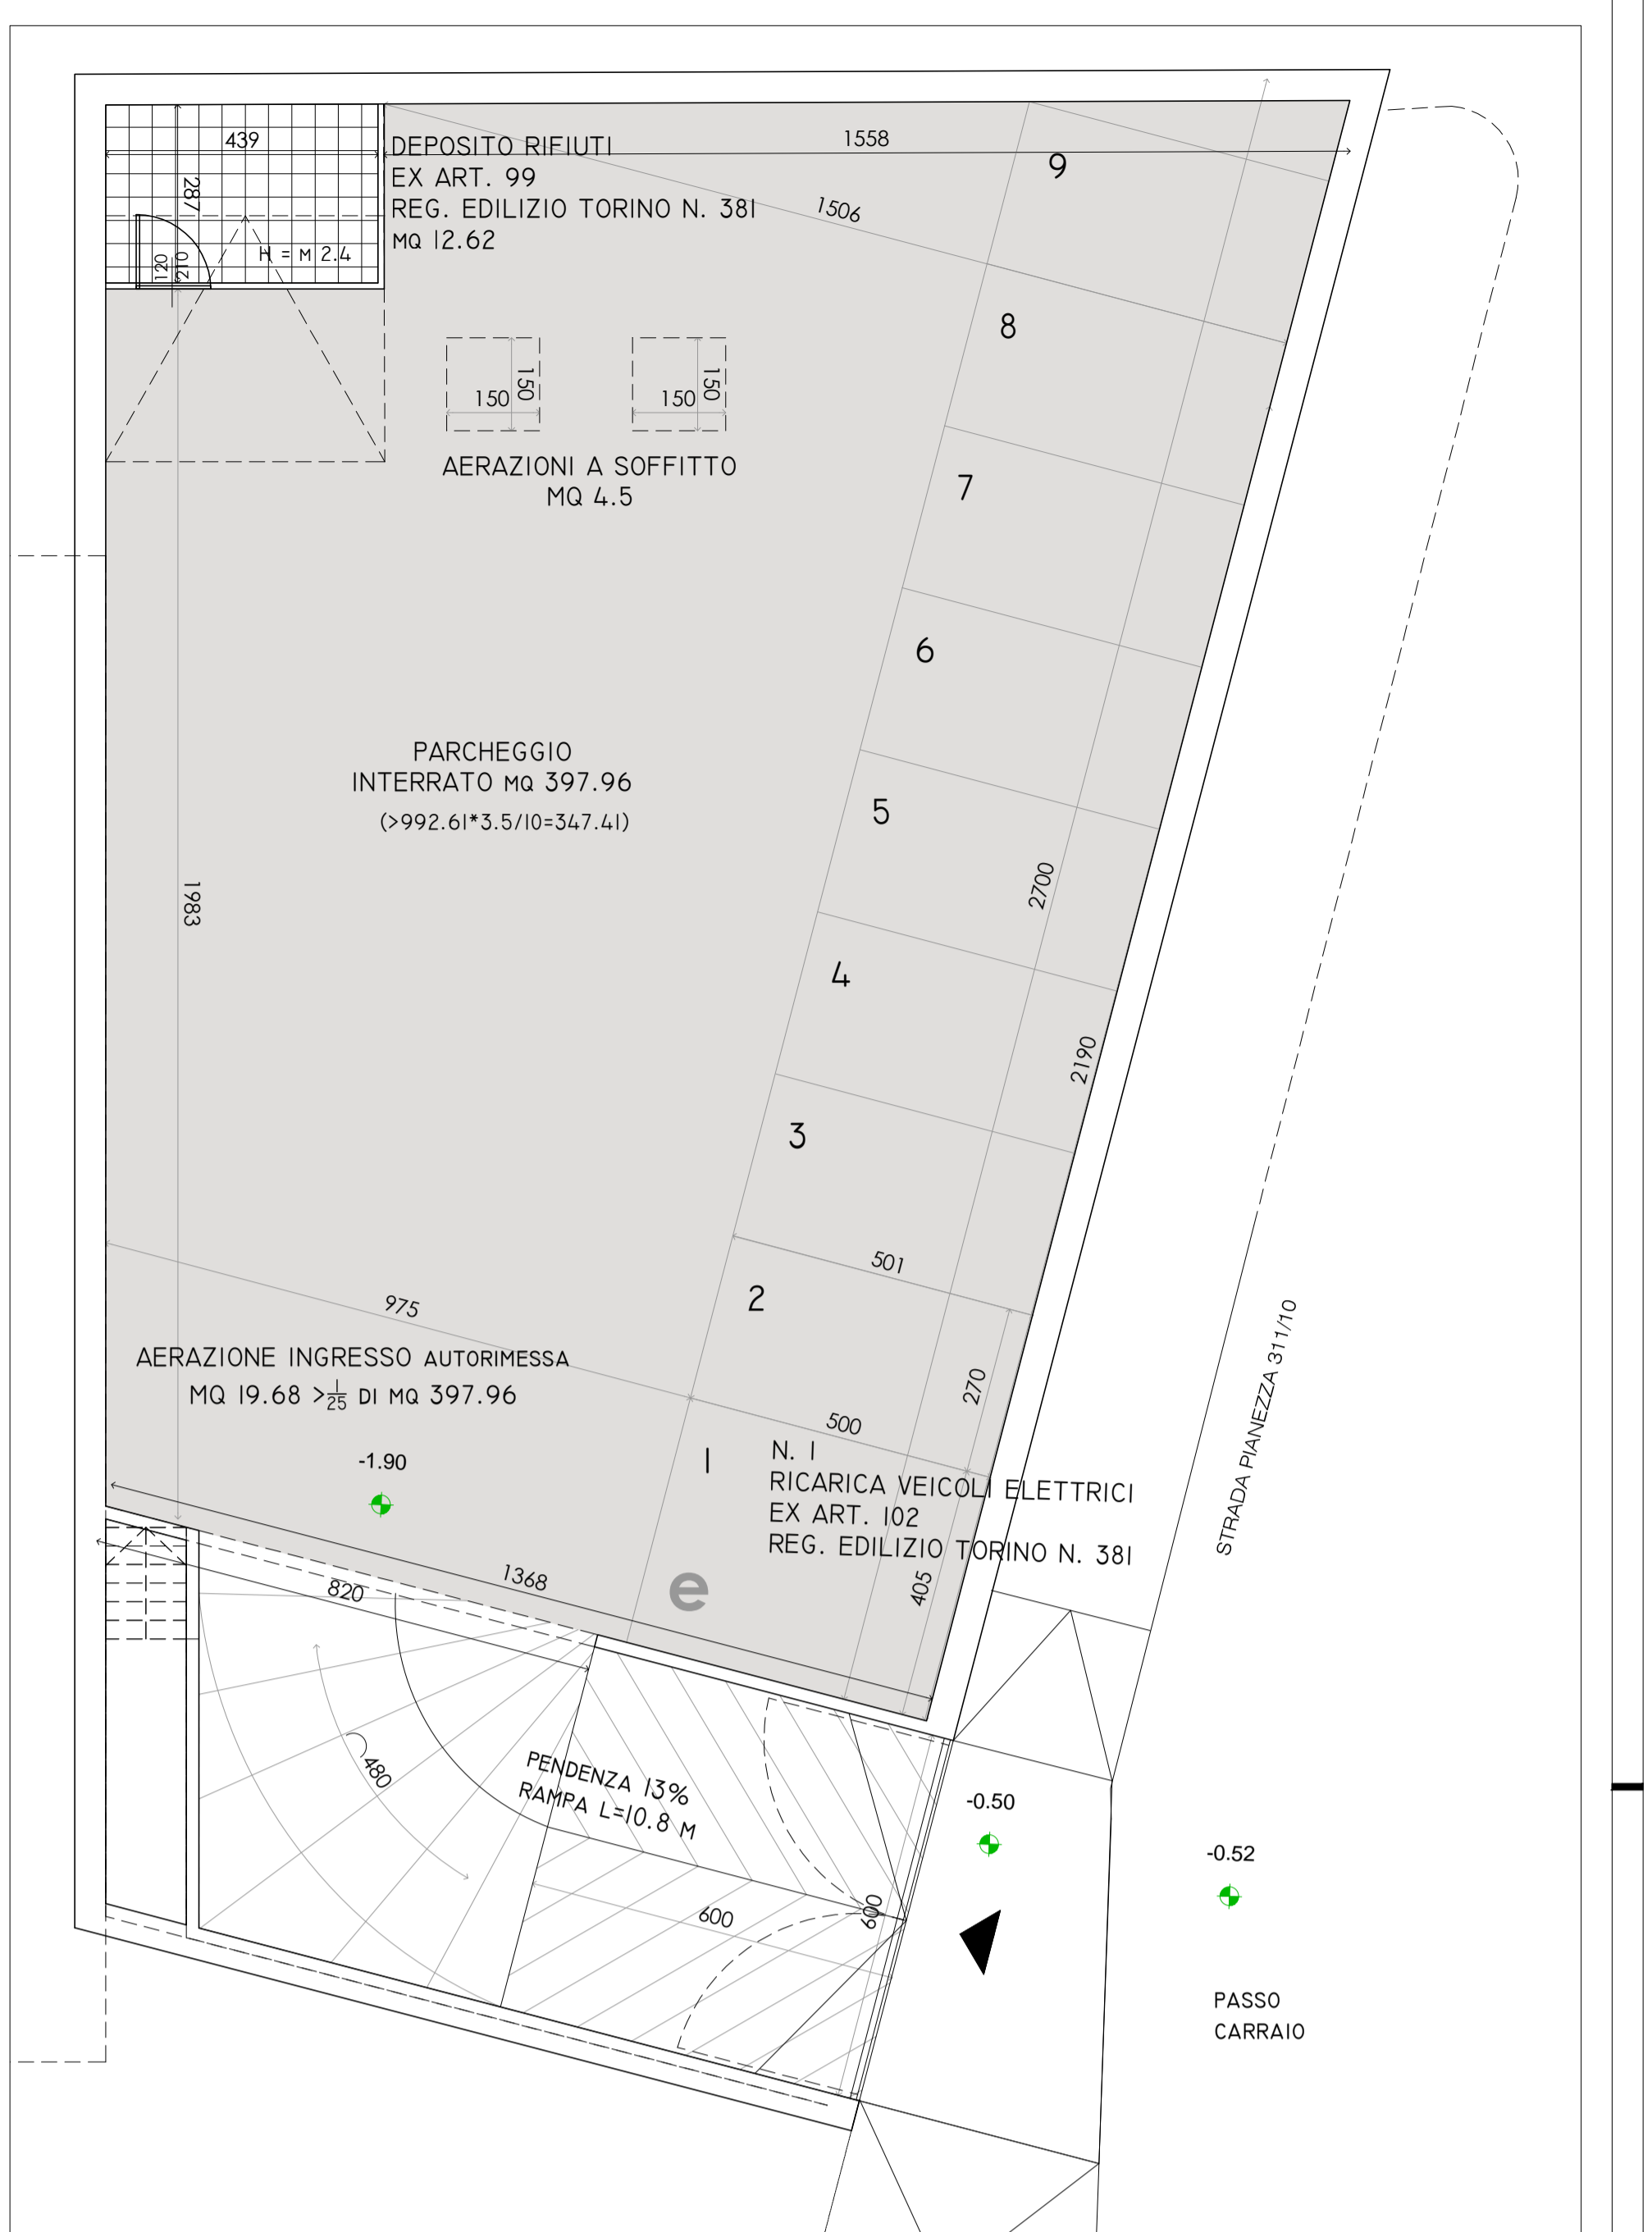 439
287
120
210
H = M 2.4
DEPOSITO RIFIUTI
EX ART. 99
REG. EDILIZIO TORINO N. 381
MQ 12.62
1558
1506
9
8
7
6
5
4
3
2
1
150
150
150
150
AERAZIONI A SOFFITTO
MQ 4.5
PARCHEGGIO
INTERRATO MQ 397.96
(>992.61*3.5/10=347.41)
1983
2700
2190
501
975
500
270
405
AERAZIONE INGRESSO AUTORIMESSA
MQ 19.68 >1/25 DI MQ 397.96
-1.90
N. 1
RICARICA VEICOLI ELETTRICI
EX ART. 102
REG. EDILIZIO TORINO N. 381
e
1368
820
480
PENDENZA 13%
RAMPA L=10.8 M
600
600
STRADA PIANEZZA 311/10
-0.50
-0.52
PASSO
CARRAIO